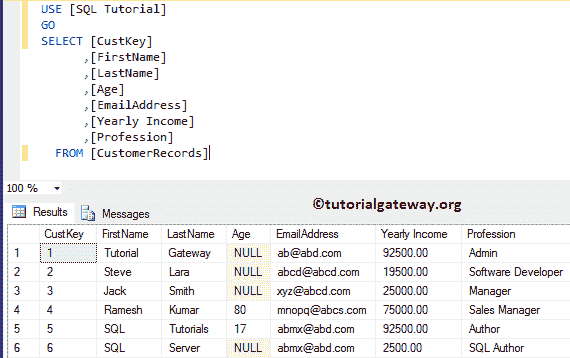 USE [SQL Tutorial]
GO
SELECT [CustKey]
,[FirstName]
,[LastName]
,[Age]
,[EmailAddress]
,[Yearly Income]
,[Profession]
FROM [CustomerRecords]
100 %
Results Messages
©tutorialgateway.org
CustKey FirstName LastName Age EmailAddress Yearly Income Profession
1 1 Tutorial Gateway NULL ab@abd.com 92500.00 Admin
2 2 Steve Lara NULL abcd@abcd.com 19500.00 Software Developer
3 3 Jack Smith NULL xyz@abcd.com 25000.00 Manager
4 4 Ramesh Kumar 80 mnopq@abcs.com 75000.00 Sales Manager
5 5 SQL Tutorials 17 abmx@abd.com 92500.00 Author
6 6 SQL Server NULL abmx@abd.com 2500.00 SQL Author